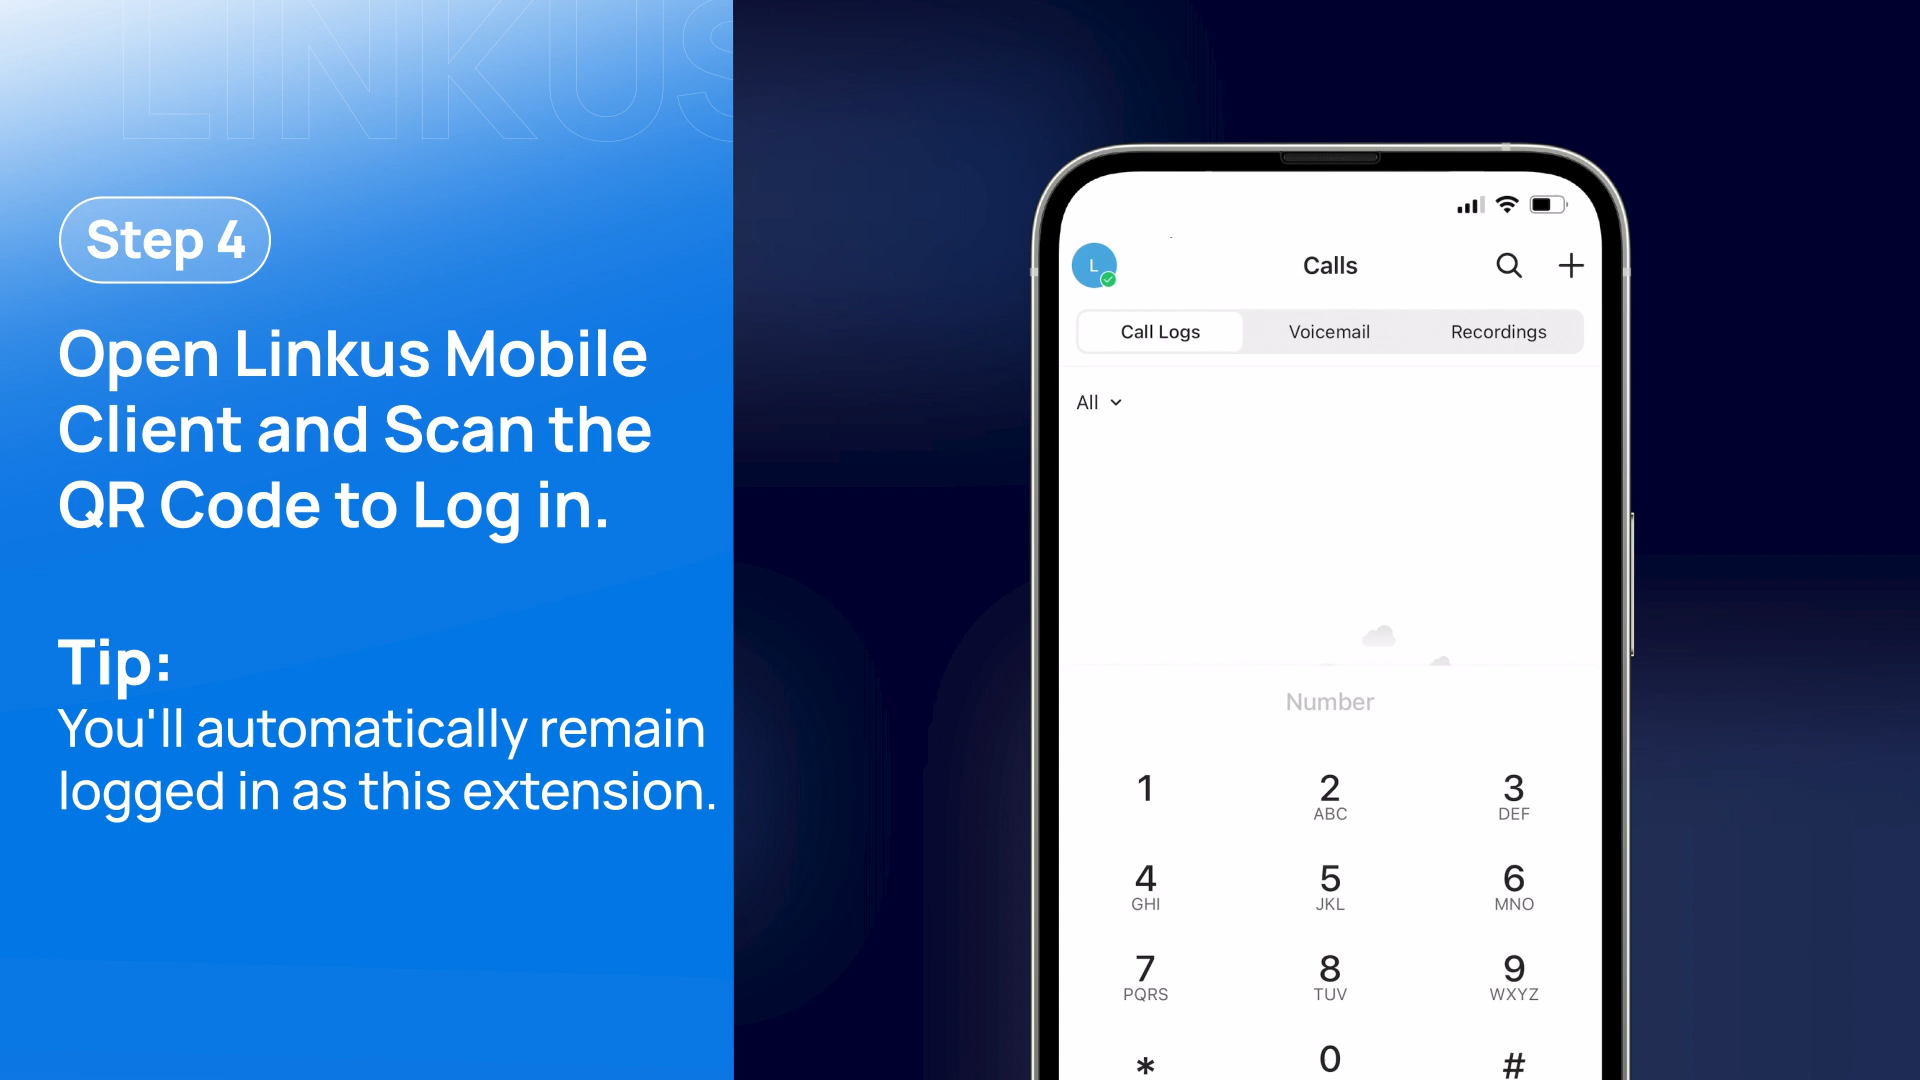 LINKUS
Step 4
Open Linkus Mobile
Client and Scan the
QR Code to Log in.
Tip:
You'll automatically remain
logged in as this extension.
L
Calls
Call Logs
Voicemail
Recordings
All
Number
1
2
3
ABC
DEF
4
5
6
GHI
JKL
MNO
7
8
9
PQRS
TUV
WXYZ
*
0
#